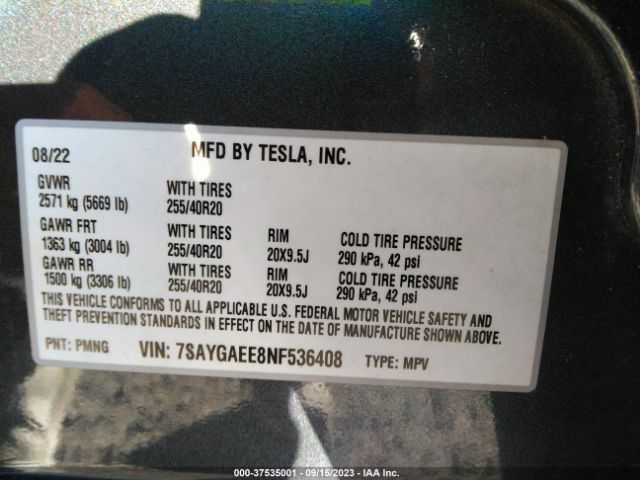 08/22 MFD BY TESLA, INC.
GVWR WITH TIRES
2571 kg (5669 lb) 255/40R20
GAWR FRT WITH TIRES RIM COLD TIRE PRESSURE
1363 kg (3004 lb) 255/40R20 20X9.5J 290 kPa, 42 psi
GAWR RR WITH TIRES RIM COLD TIRE PRESSURE
1500 kg (3306 lb) 255/40R20 20X9.5J 290 kPa, 42 psi
THIS VEHICLE CONFORMS TO ALL APPLICABLE U.S. FEDERAL MOTOR VEHICLE SAFETY AND
THEFT PREVENTION STANDARDS IN EFFECT ON THE DATE OF MANUFACTURE SHOWN ABOVE.
PNT: PMNG VIN: 7SAYGAEE8NF536408 TYPE: MPV
000-37535001 - 09/15/2023 - IAA Inc.